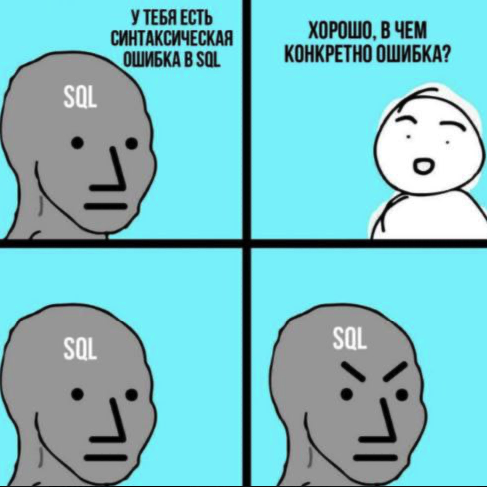 У ТЕБЯ ЕСТЬ
СИНТАКСИЧЕСКАЯ
ОШИБКА В SQL
SQL
ХОРОШО, В ЧЕМ
КОНКРЕТНО ОШИБКА?
SQL
SQL